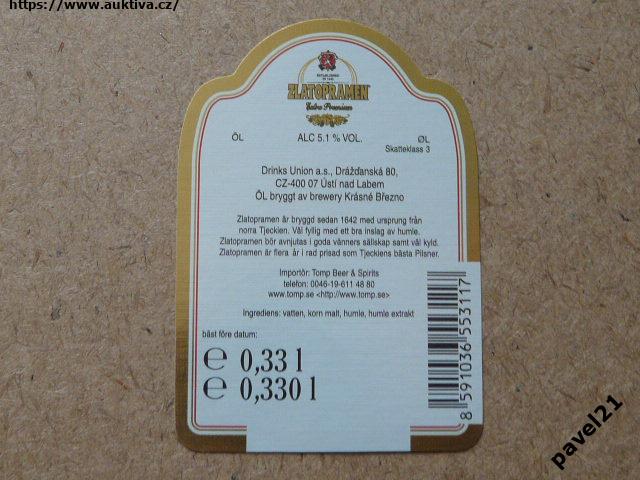 https://www.auktiva.cz/
ESTABLISHED
IN 1642
ZLATOPRAMEN
Extra Premium
ÖL ALC 5.1 % VOL. ØL
Skatteklass 3
Drinks Union a.s., Drážďanská 80,
CZ-400 07 Ústí nad Labem
ÖL bryggt av brewery Krásné Březno
Zlatopramen är bryggd sedan 1642 med ursprung från
norra Tjeckien. Väl fyllig med ett bra inslag av humle.
Zlatopramen bör avnjutas i goda vänners sällskap samt väl kyld.
Zlatopramen är flera år i rad prisad som Tjeckiens bästa Pilsner.
Importör: Tomp Beer & Spirits
telefon: 0046-19-611 48 80
www.tomp.se <http://www.tomp.se>
Ingrediens: vatten, korn malt, humle, humle extrakt
bäst före datum:
℮ 0,33 l
℮ 0,330 l
8 591036 553117
pavel21